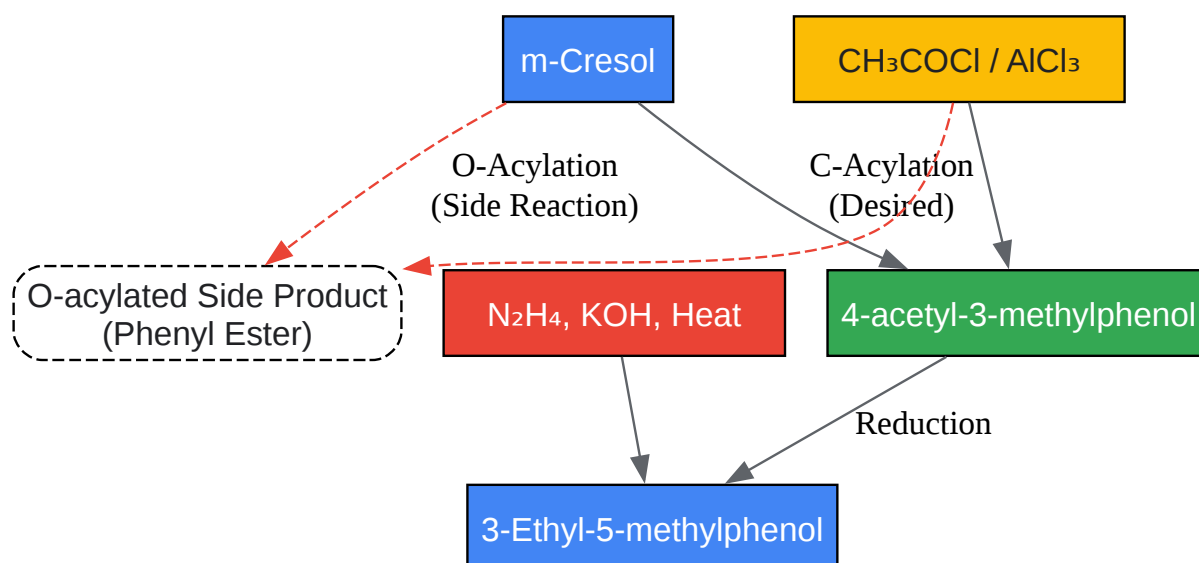 m-Cresol
CH₃COCl / AlCl₃
O-Acylation
(Side Reaction)
C-Acylation
(Desired)
O-acylated Side Product
(Phenyl Ester)
N₂H₄, KOH, Heat
4-acetyl-3-methylphenol
Reduction
3-Ethyl-5-methylphenol